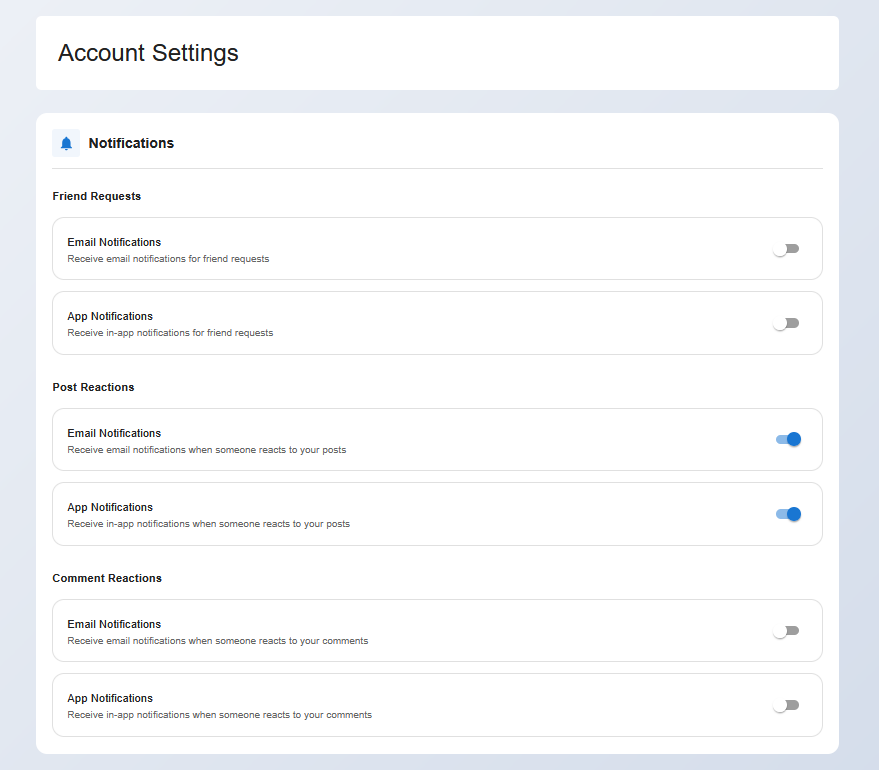 Account Settings
Notifications
Friend Requests
Email Notifications
Receive email notifications for friend requests
App Notifications
Receive in-app notifications for friend requests
Post Reactions
Email Notifications
Receive email notifications when someone reacts to your posts
App Notifications
Receive in-app notifications when someone reacts to your posts
Comment Reactions
Email Notifications
Receive email notifications when someone reacts to your comments
App Notifications
Receive in-app notifications when someone reacts to your comments